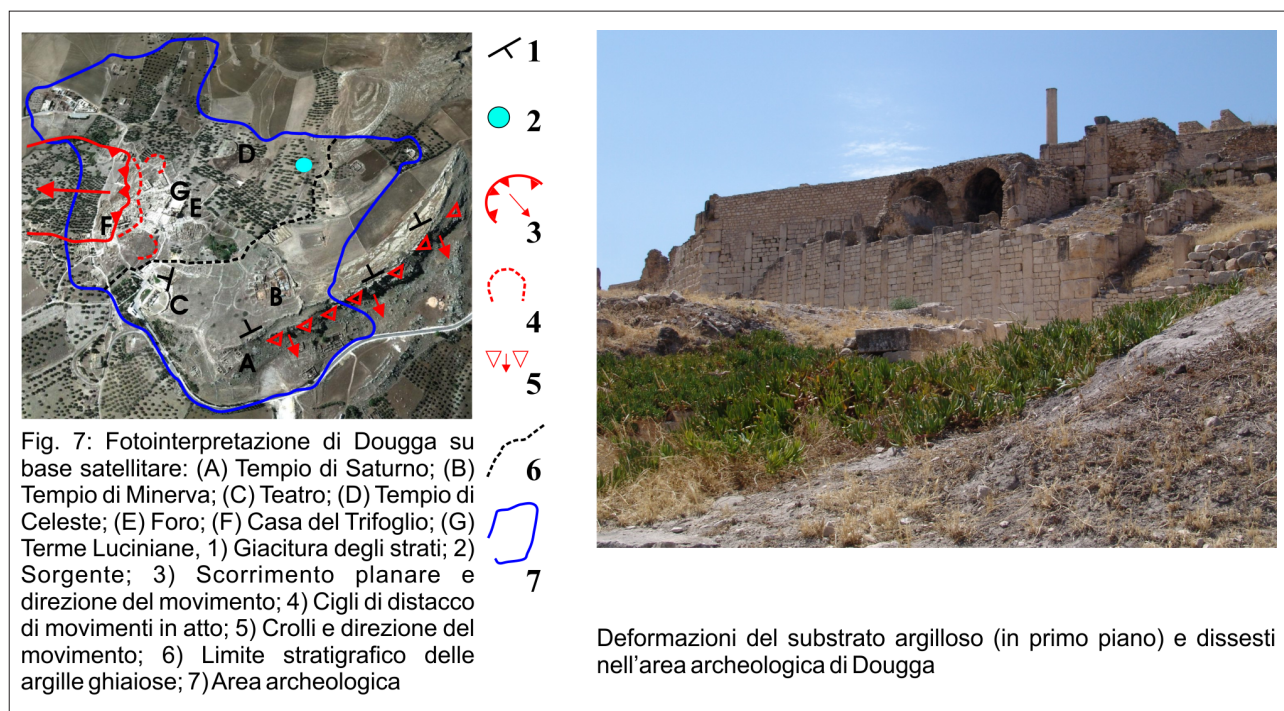 D
G
E
F
C
B
A
1
2
3
4
5
6
7
Fig. 7: Fotointerpretazione di Dougga su
base satellitare: (A) Tempio di Saturno; (B)
Tempio di Minerva; (C) Teatro; (D) Tempio di
Celeste; (E) Foro; (F) Casa del Trifoglio; (G)
Terme Luciniane, 1) Giacitura degli strati; 2)
Sorgente; 3) Scorrimento planare e
direzione del movimento; 4) Cigli di distacco
di movimenti in atto; 5) Crolli e direzione del
movimento; 6) Limite stratigrafico delle
argille ghiaiose; 7) Area archeologica
Deformazioni del substrato argilloso (in primo piano) e dissesti
nell'area archeologica di Dougga